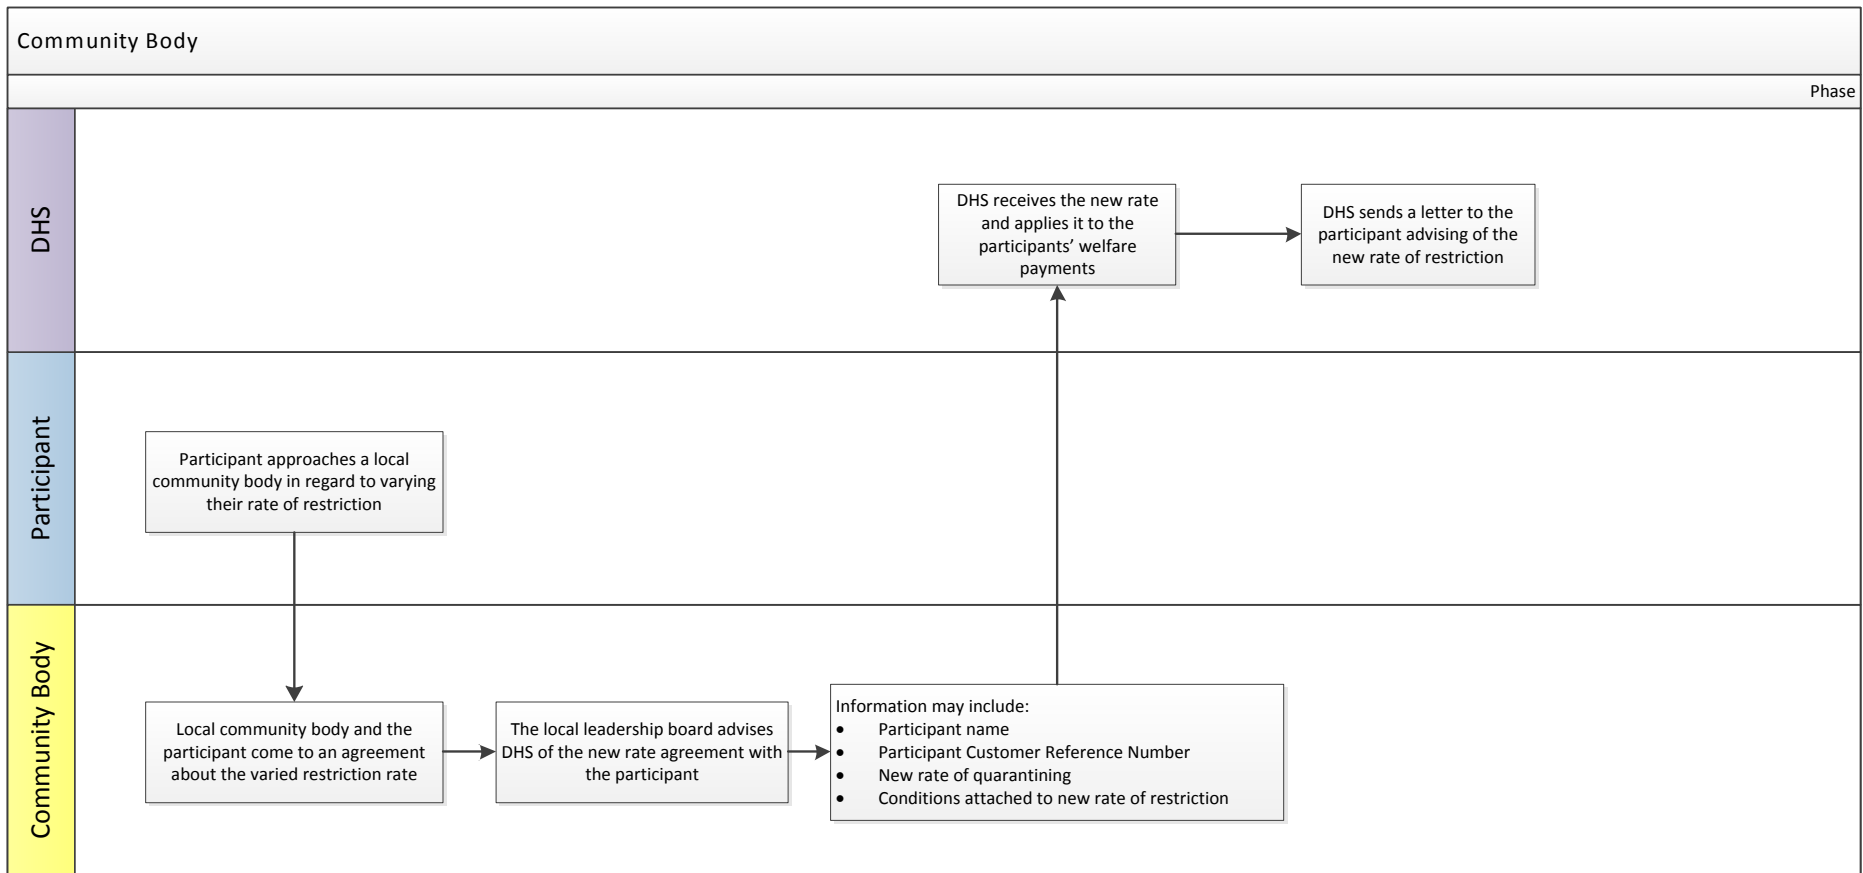 Community Body
Phase
DHS
DHS receives the new rate
and applies it to the
participants’ welfare
payments
DHS sends a letter to the
participant advising of the
new rate of restriction
Participant
Participant approaches a local
community body in regard to varying
their rate of restriction
Community Body
Local community body and the
participant come to an agreement
about the varied restriction rate
The local leadership board advises
DHS of the new rate agreement with
the participant
Information may include:
• Participant name
• Participant Customer Reference Number
• New rate of quarantining
• Conditions attached to new rate of restriction